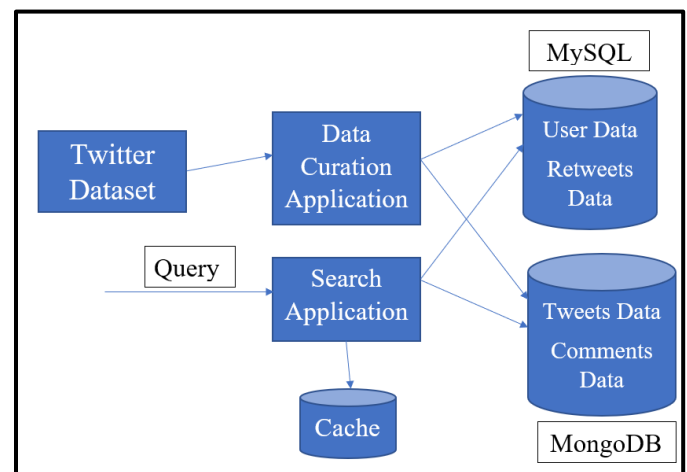 MySQL
User Data
Retweets
Data
Data
Curation
Application
Twitter
Dataset
Query
Search
Application
Tweets Data
Comments
Data
Cache
MongoDB